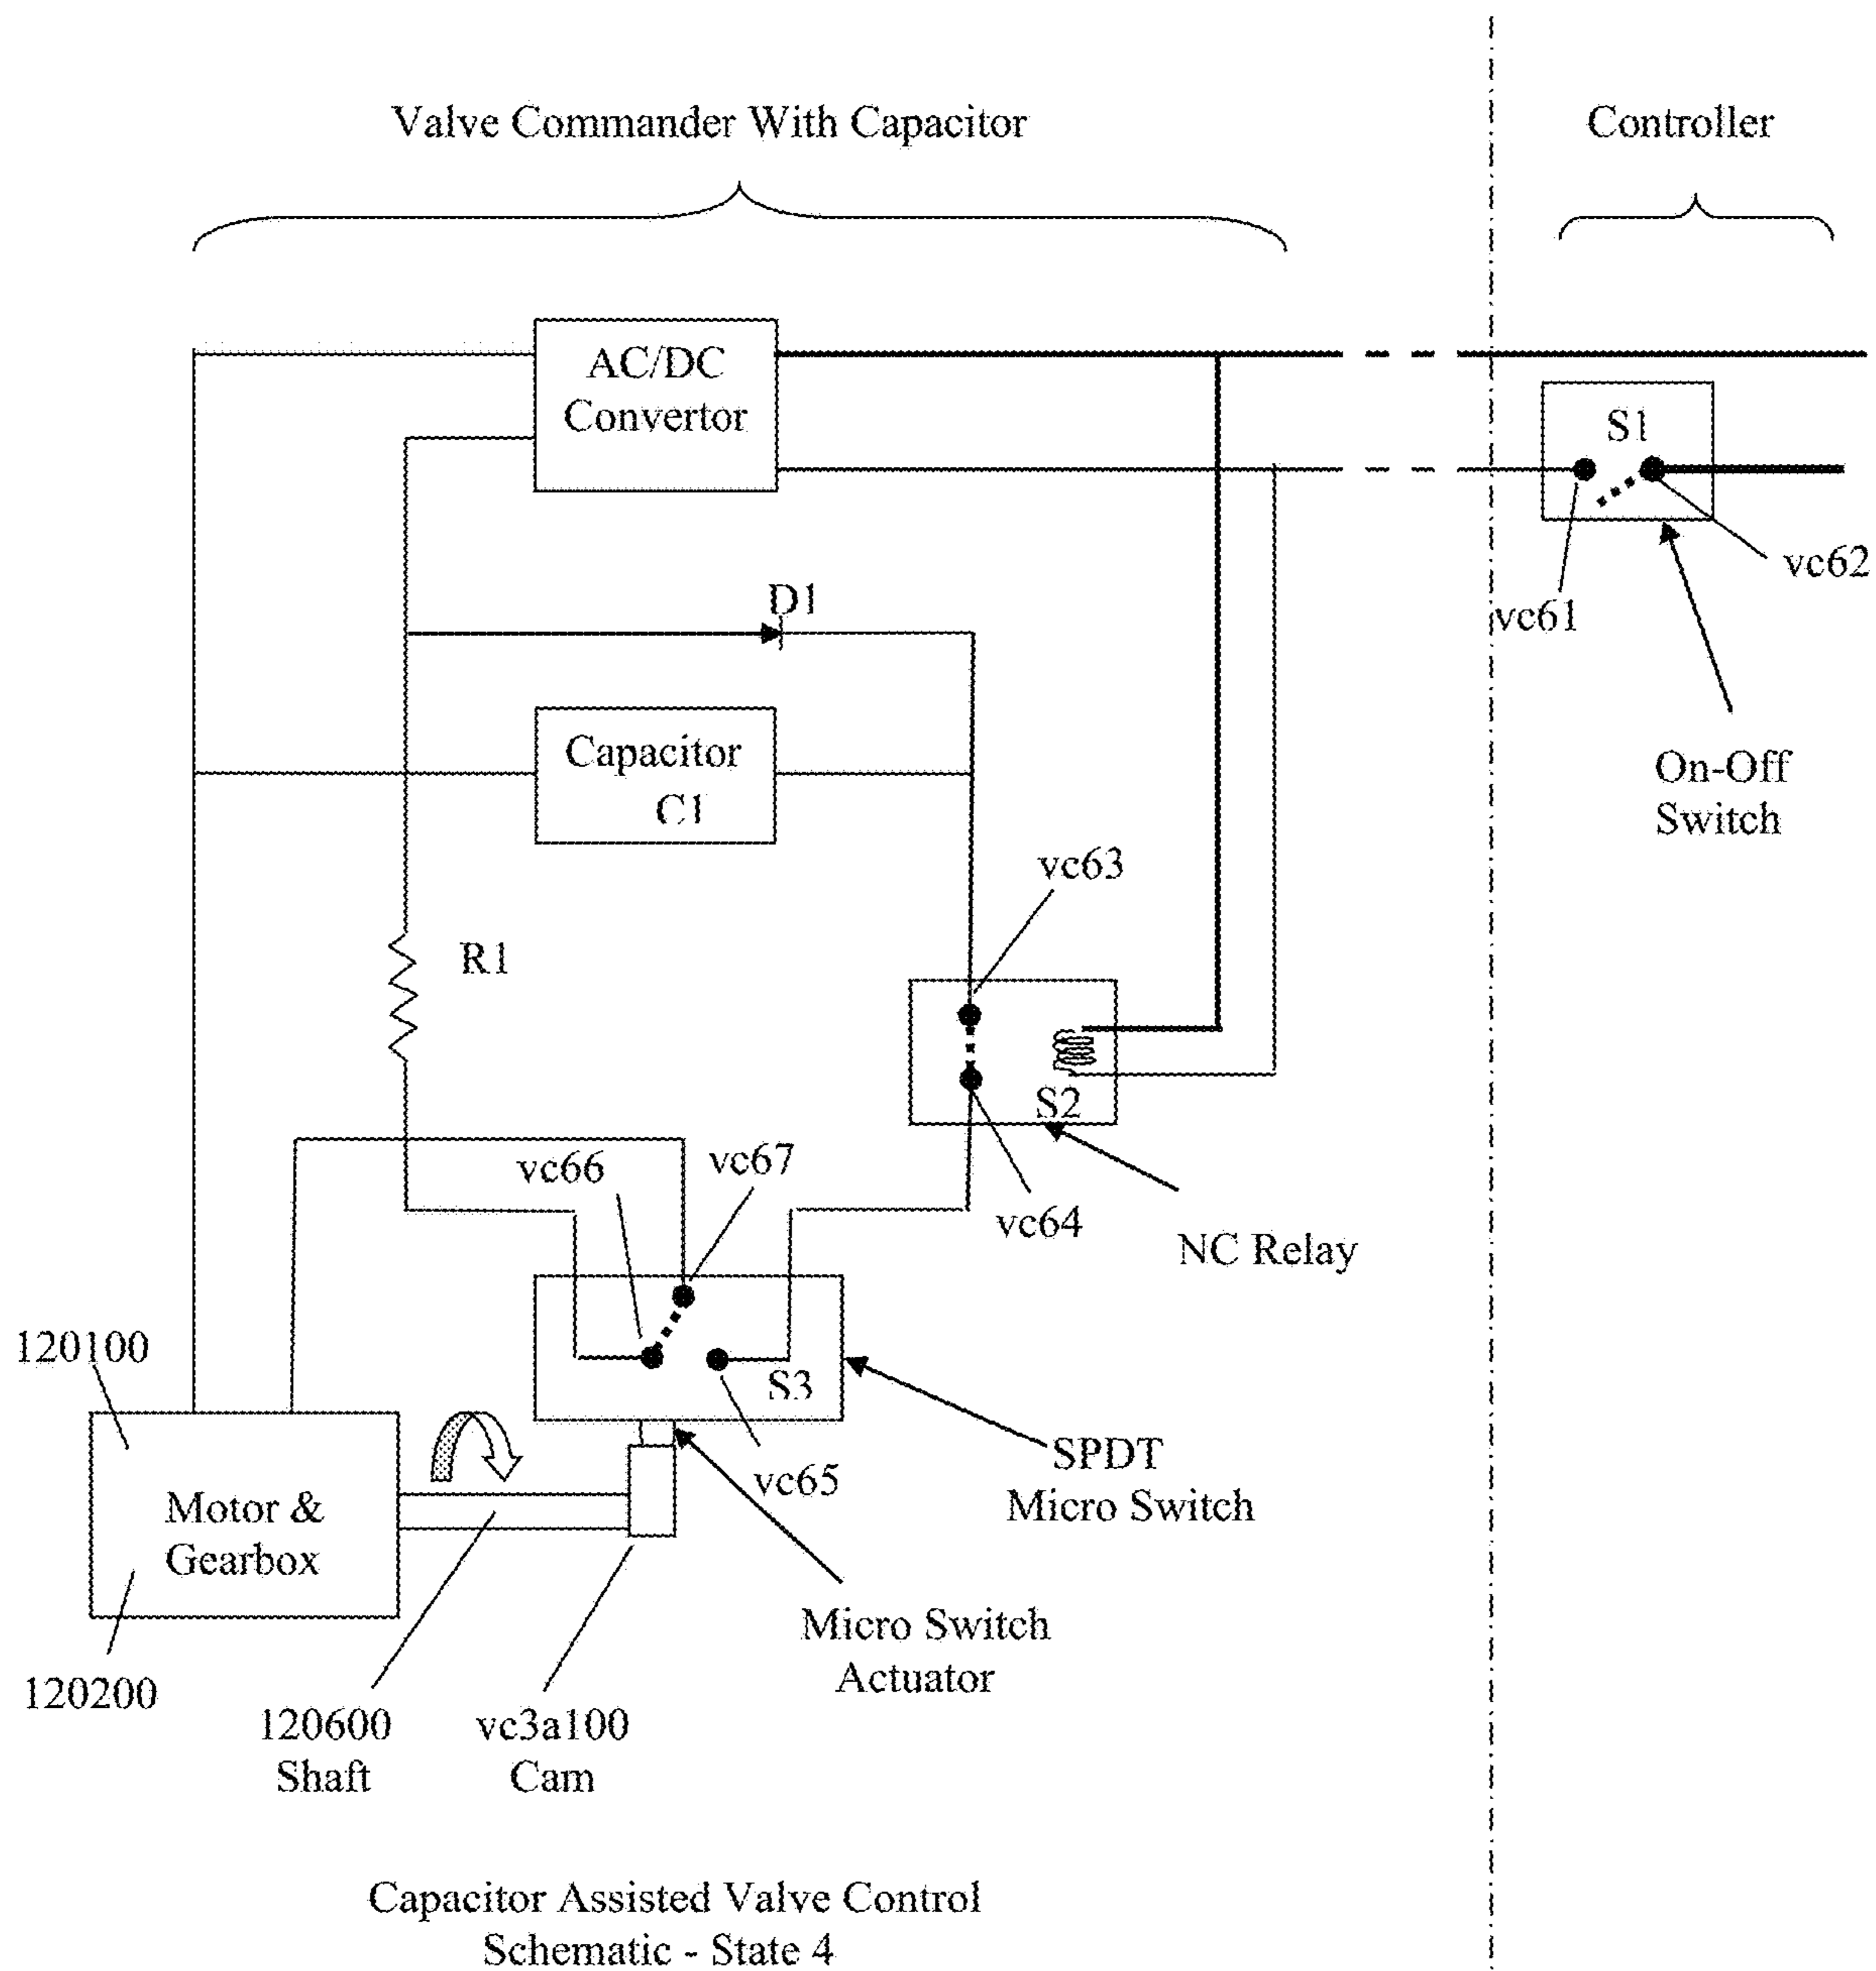 Valve Commander With Capacitor
Controller
AC/DC
Convertor
S1
vc62
vc61
D1
On-Off
Switch
Capacitor
C1
vc63
R1
S2
vc66
vc67
vc64
NC Relay
120100
S3
SPDT
Micro Switch
vc65
Motor &
Gearbox
Micro Switch
Actuator
120200
120600
Shaft
vc3a100
Cam
Capacitor Assisted Valve Control
Schematic - State 4